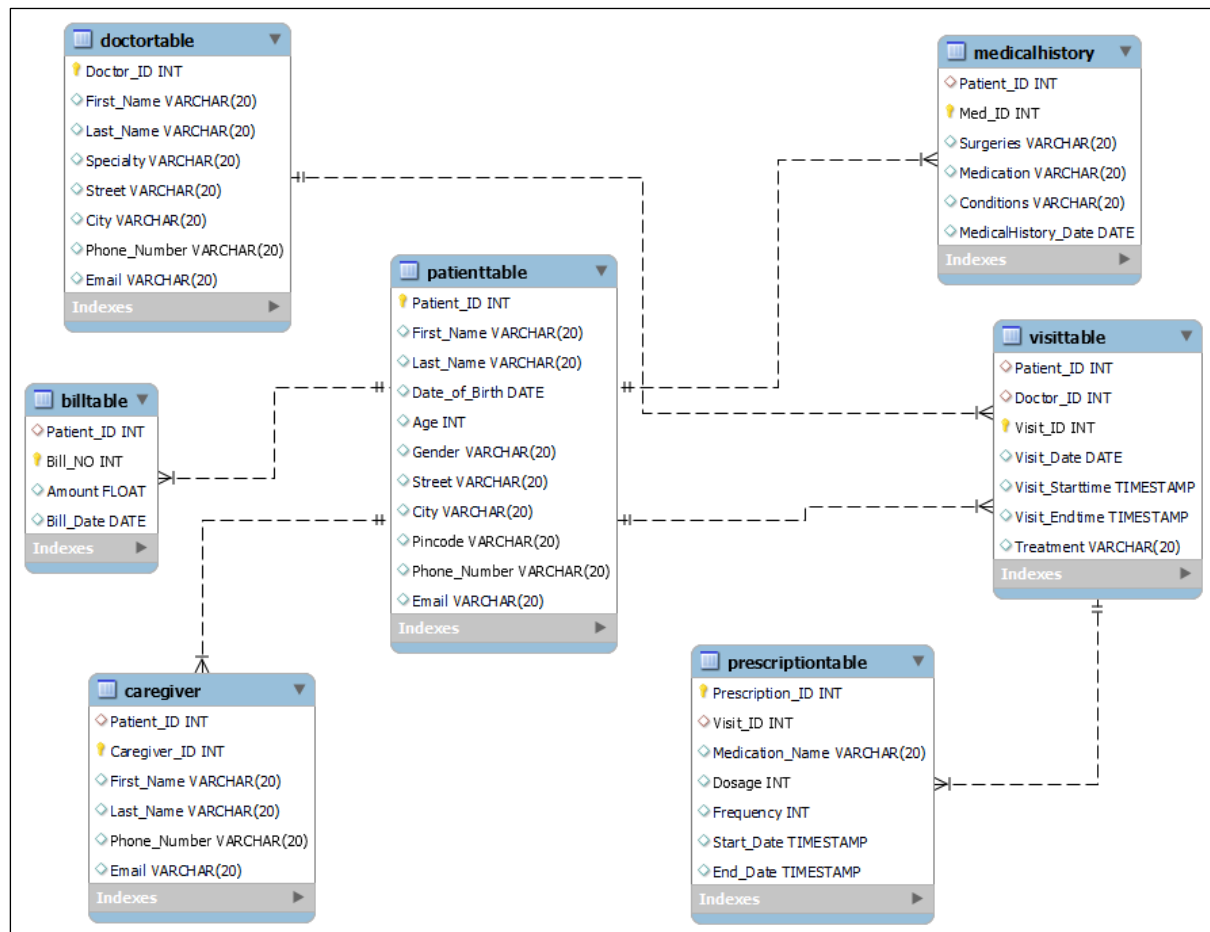 doctortable
Doctor_ID INT
First_Name VARCHAR(20)
Last_Name VARCHAR(20)
Specialty VARCHAR(20)
Street VARCHAR(20)
City VARCHAR(20)
Phone_Number VARCHAR(20)
Email VARCHAR(20)
Indexes
medicalhistory
Patient_ID INT
Med_ID INT
Surgeries VARCHAR(20)
Medication VARCHAR(20)
Conditions VARCHAR(20)
MedicalHistory_Date DATE
Indexes
patienttable
Patient_ID INT
First_Name VARCHAR(20)
Last_Name VARCHAR(20)
Date_of_Birth DATE
Age INT
Gender VARCHAR(20)
Street VARCHAR(20)
City VARCHAR(20)
Pincode VARCHAR(20)
Phone_Number VARCHAR(20)
Email VARCHAR(20)
Indexes
visittable
Patient_ID INT
Doctor_ID INT
Visit_ID INT
Visit_Date DATE
Visit_Starttime TIMESTAMP
Visit_Endtime TIMESTAMP
Treatment VARCHAR(20)
Indexes
billtable
Patient_ID INT
Bill_NO INT
Amount FLOAT
Bill_Date DATE
Indexes
prescriptiontable
Prescription_ID INT
Visit_ID INT
Medication_Name VARCHAR(20)
Dosage INT
Frequency INT
Start_Date TIMESTAMP
End_Date TIMESTAMP
Indexes
caregiver
Patient_ID INT
Caregiver_ID INT
First_Name VARCHAR(20)
Last_Name VARCHAR(20)
Phone_Number VARCHAR(20)
Email VARCHAR(20)
Indexes